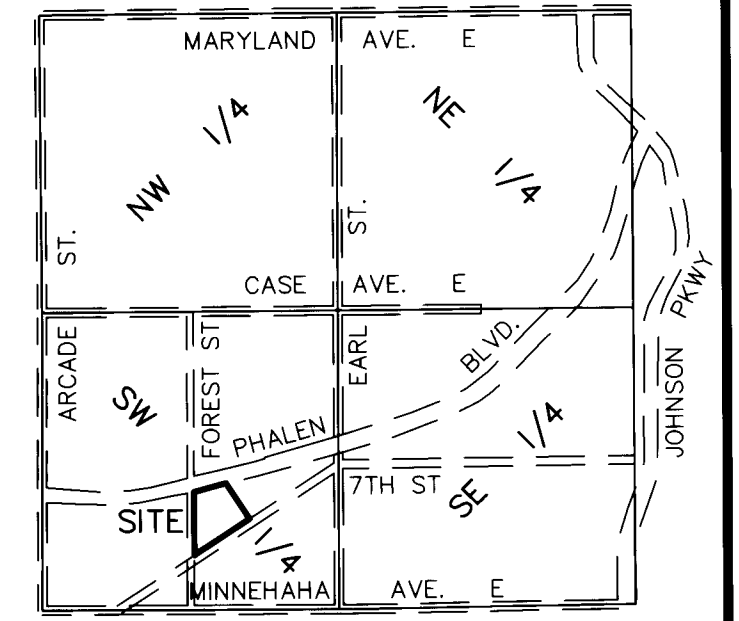 MARYLAND AVE. E
NW 1/4
NE 1/4
ST.
ST.
CASE AVE. E
ARCADE
SW
FOREST ST
EARL
PHALEN BLVD.
JOHNSON PKWY
SITE
1/4
7TH ST
SE 1/4
MINNEHAHA AVE. E